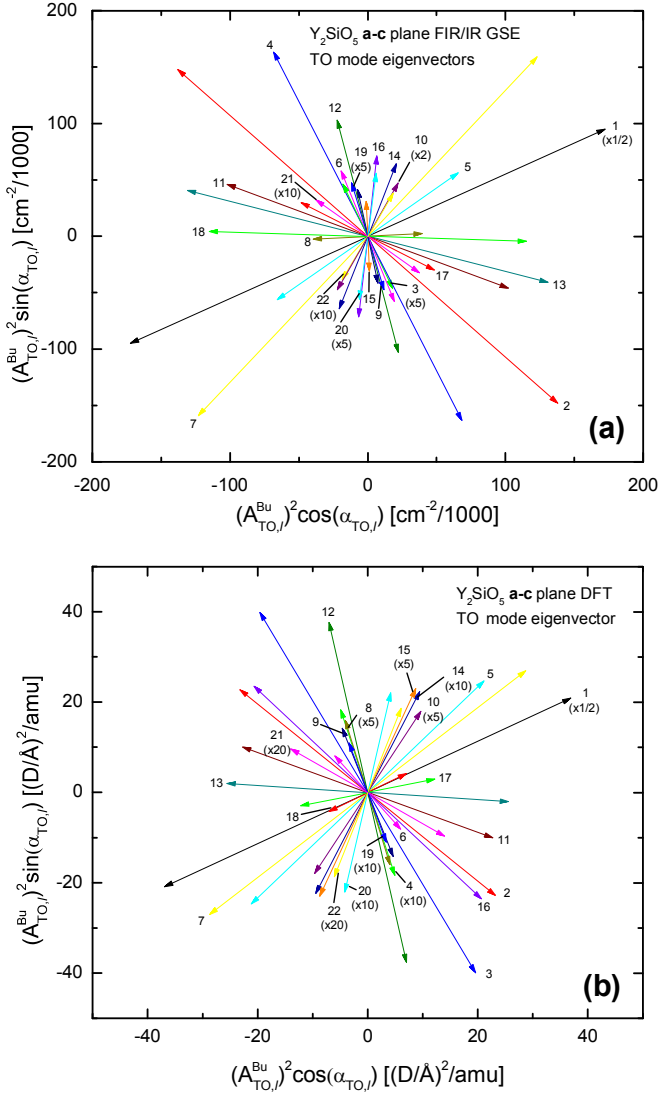 Y2SiO5 a-c plane FIR/IR GSE
TO mode eigenvectors
200
100
0
-100
-200
(A^Bu_TO,l)^2sin(α_TO,l) [cm^-2/1000]
4
12
19
(x5)
16
10
(x2)
14
1
(x1/2)
6
5
21
(x10)
11
18
8
17
13
22
(x10)
20
(x5)
15
9
3
(x5)
2
7
(a)
-200
-100
0
100
200
(A^Bu_TO,l)^2cos(α_TO,l) [cm^-2/1000]
Y2SiO5 a-c plane DFT
TO mode eigenvector
40
20
0
-20
-40
(A^Bu_TO,l)^2sin(α_TO,l) [(D/Å)^2/amu]
12
15
(x5)
14
(x10)
5
1
(x1/2)
8
(x5)
10
(x5)
9
21
(x20)
13
17
18
6
11
19
(x10)
4
(x10)
2
16
20
(x10)
22
(x20)
7
3
(b)
-40
-20
0
20
40
(A^Bu_TO,l)^2cos(α_TO,l) [(D/Å)^2/amu]